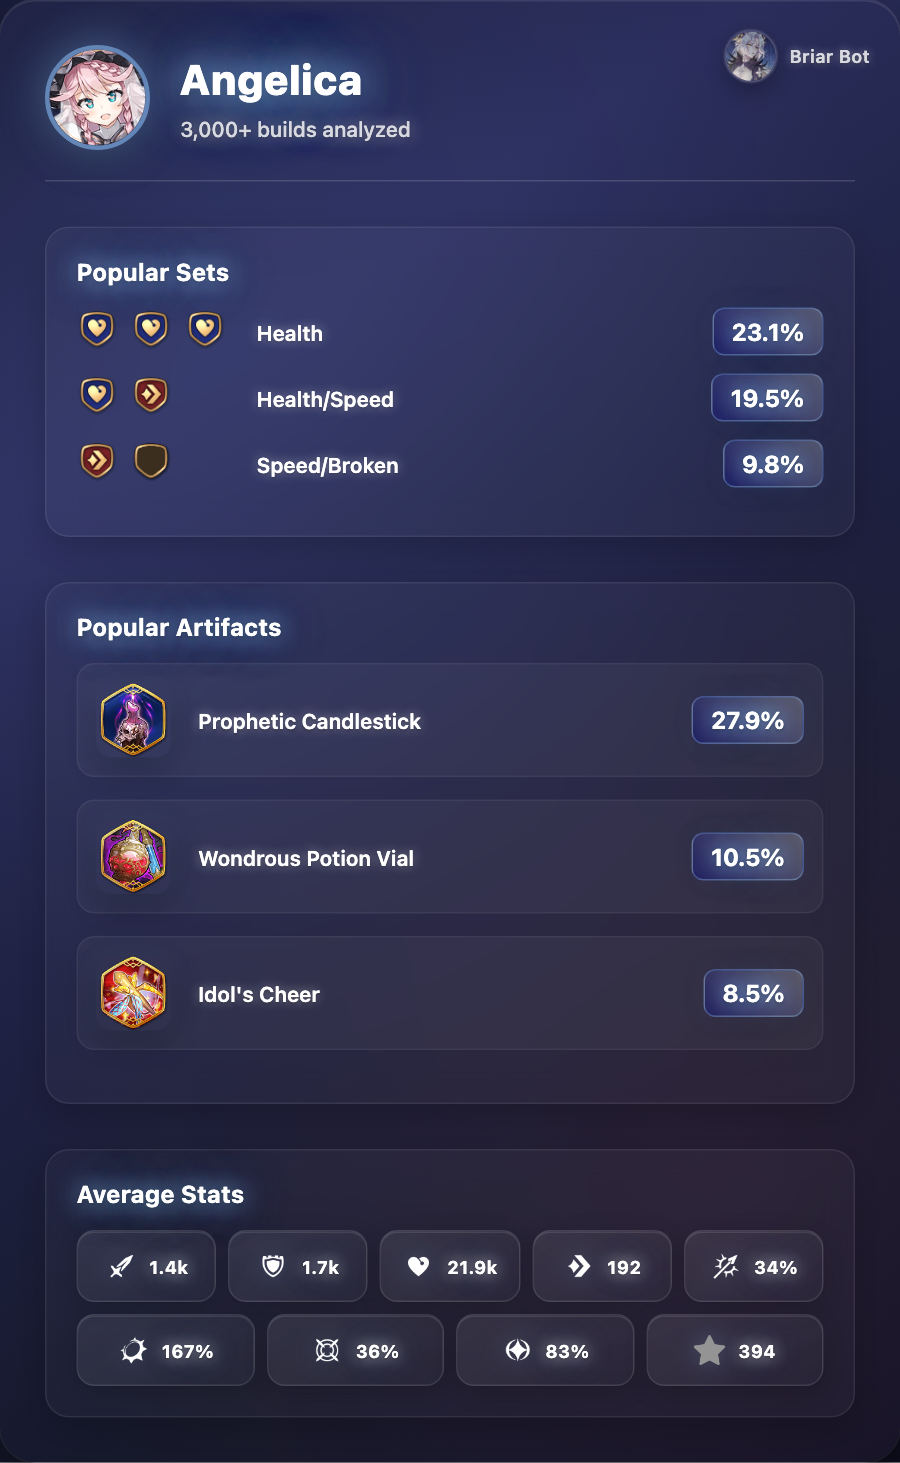 Angelica
3,000+ builds analyzed
Briar Bot
Popular Sets
Health
23.1%
Health/Speed
19.5%
Speed/Broken
9.8%
Popular Artifacts
Prophetic Candlestick
27.9%
Wondrous Potion Vial
10.5%
Idol's Cheer
8.5%
Average Stats
1.4k
1.7k
21.9k
192
34%
167%
36%
83%
394